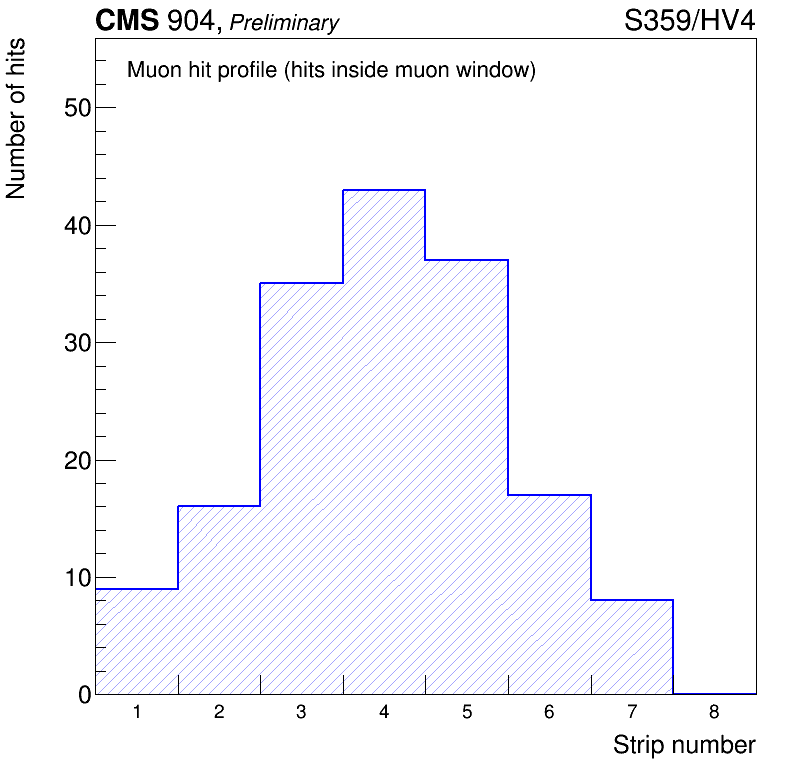 CMS 904, Preliminary S359/HV4
Number of hits
Muon hit profile (hits inside muon window)
50
40
30
20
10
0
1 2 3 4 5 6 7 8
Strip number